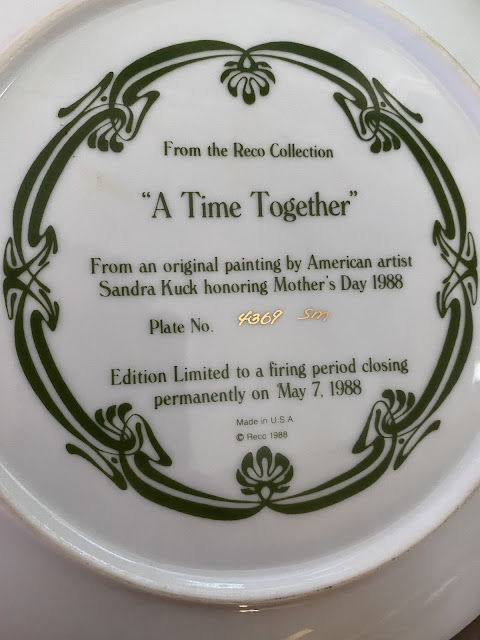 From the Reco Collection
"A Time Together"
From an original painting by American artist
Sandra Kuck honoring Mother's Day 1988
Plate No. 4369 SM
Edition Limited to a firing period closing
permanently on May 7, 1988
Made in U.S.A.
© Reco 1988